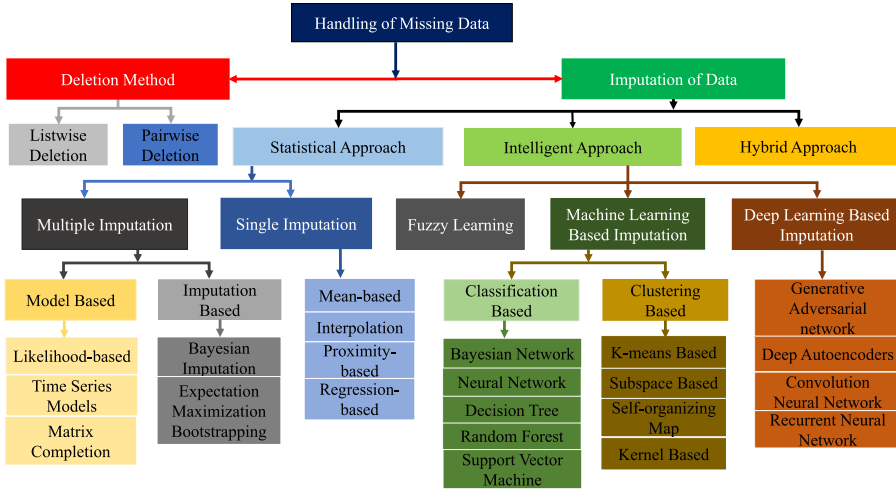 Handling of Missing Data
Deletion Method
Imputation of Data
Listwise
Deletion
Pairwise
Deletion
Statistical Approach
Intelligent Approach
Hybrid Approach
Multiple Imputation
Single Imputation
Fuzzy Learning
Machine Learning
Based Imputation
Deep Learning Based
Imputation
Model Based
Imputation
Based
Mean-based
Interpolation
Proximity-
based
Regression-
based
Classification
Based
Clustering Based
Generative
Adversarial
network
Likelihood-based
Time Series
Models
Matrix
Completion
Bayesian
Imputation
Expectation
Maximization
Bootstrapping
Bayesian Network
Neural Network
Decision Tree
Random Forest
Support Vector
Machine
K-means Based
Subspace Based
Self-organizing
Map
Kernel Based
Deep Autoencoders
Convolution
Neural Network
Recurrent Neural
Network